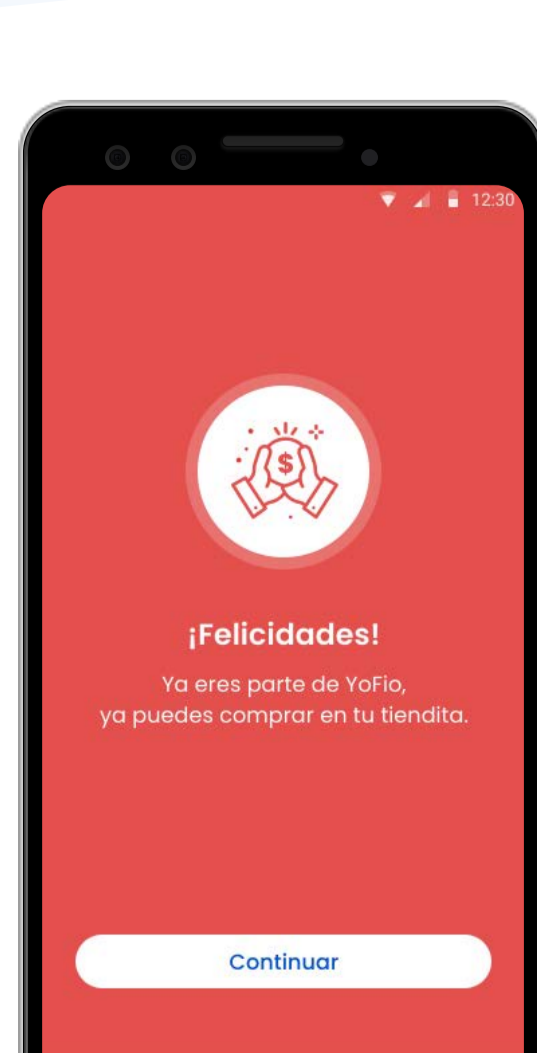 12:30
$
¡Felicidades!
Ya eres parte de YoFio,
ya puedes comprar en tu tiendita.
Continuar